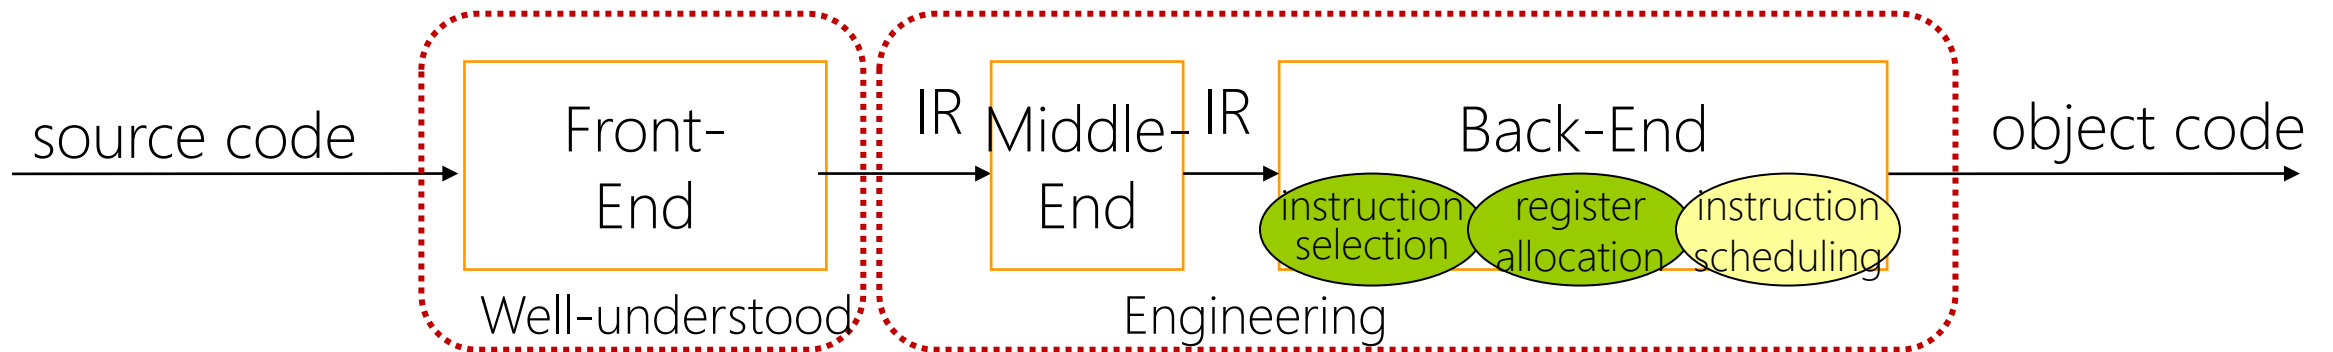 source code
Front-
End
Well-understood
IR
Middle-
End
IR
Back-End
instruction
selection
register
allocation
instruction
scheduling
Engineering
object code